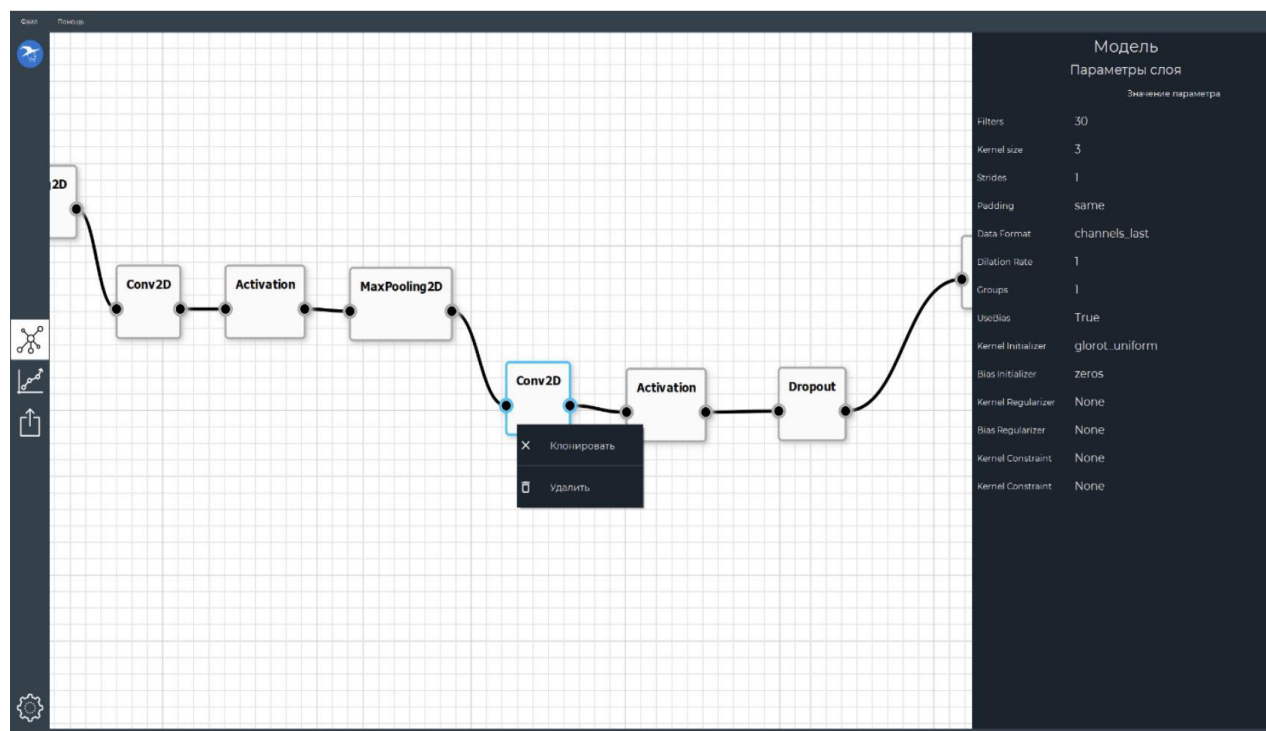 Файл Помощь
Модель
Параметры слоя
Значение параметра
Filters 30
Kernel size 3
Strides 1
Padding same
Data Format channels_last
Dilation Rate 1
Groups 1
UseBias True
Kernel Initializer glorot_uniform
Bias Initializer zeros
Kernel Regularizer None
Bias Regularizer None
Kernel Constraint None
Kernel Constraint None
2D
Conv2D Activation MaxPooling2D
Conv2D Activation Dropout
Клонировать
Удалить